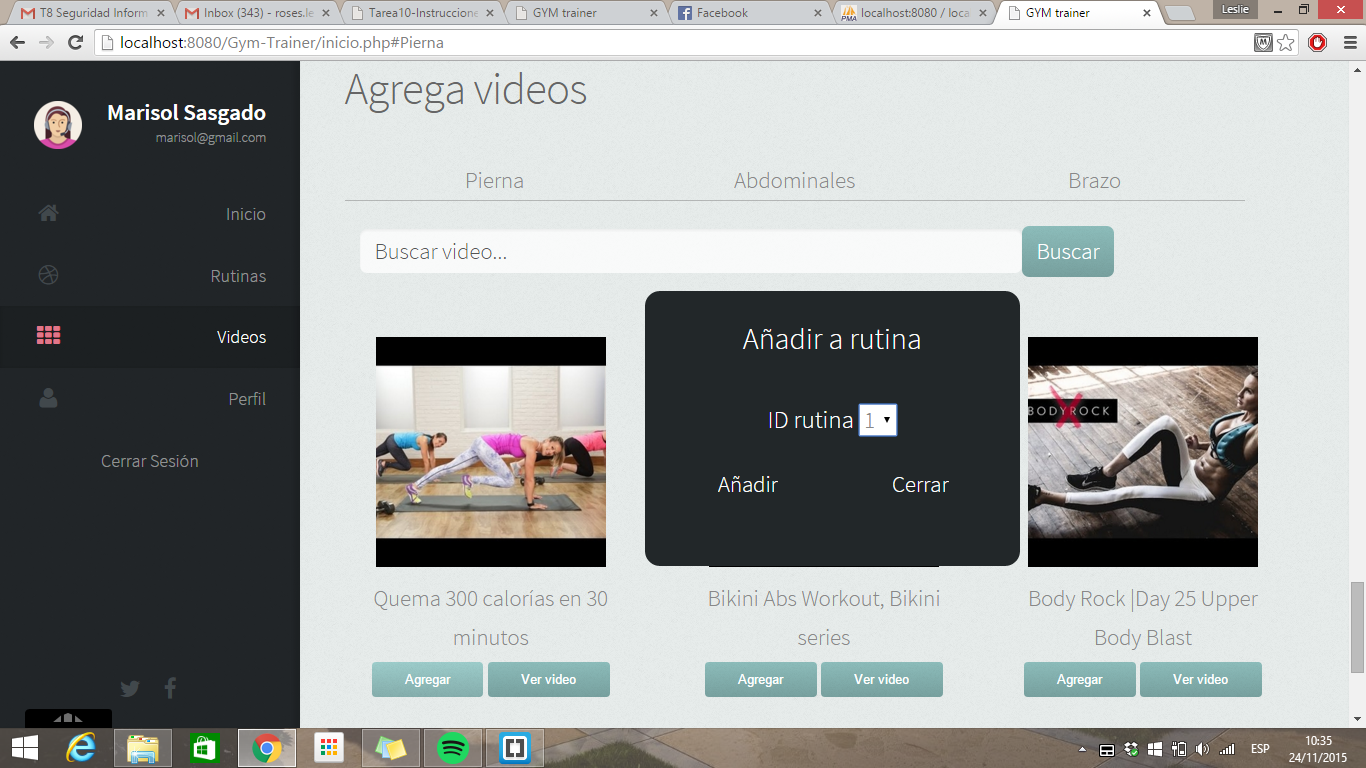 T8 Seguridad Inform
Inbox (343) - roses.le
Tarea10-Instruccione
GYM trainer
Facebook
localhost:8080 / loca
GYM trainer
Leslie
localhost:8080/Gym-Trainer/inicio.php#Pierna
Marisol Sasgado
marisol@gmail.com
Inicio
Rutinas
Videos
Perfil
Cerrar Sesión
Agrega videos
Pierna
Abdominales
Brazo
Buscar video...
Buscar
Añadir a rutina
ID rutina 1
Añadir
Cerrar
BODYROCK
Quema 300 calorías en 30
minutos
Agregar
Ver video
Bikini Abs Workout, Bikini
series
Agregar
Ver video
Body Rock |Day 25 Upper
Body Blast
Agregar
Ver video
ESP
10:35
24/11/2015